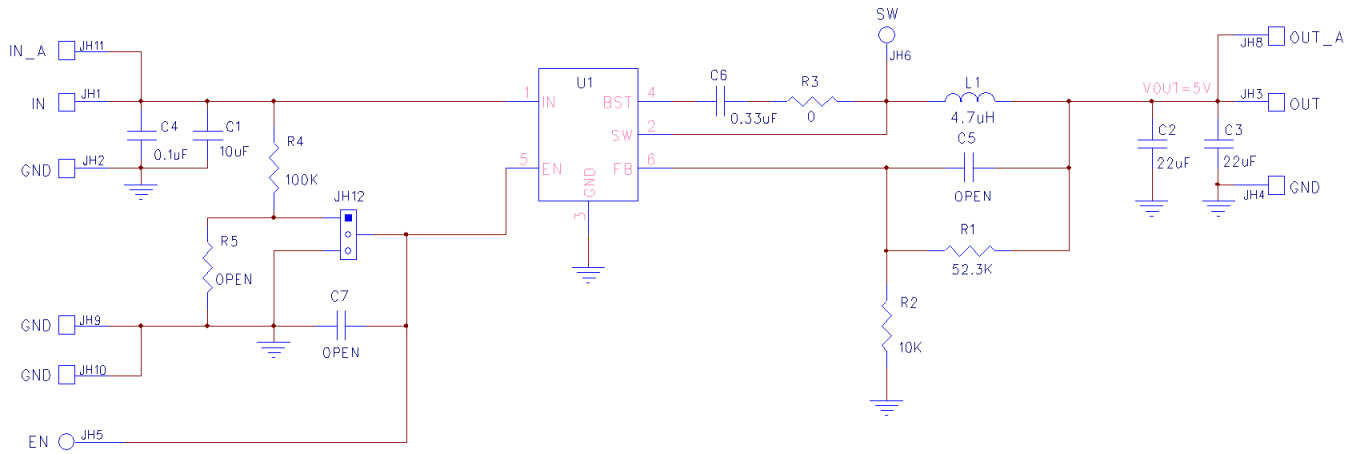 SW
IN_A JH11
JH6
JH8 OUT_A
IN JH1
1 IN
U1
BST 4
C6
0.33uF
R3
0
L1
4.7uH
VOUT=5V
JH3 OUT
C4
0.1uF
C1
10uF
R4
100K
SW 2
C5
OPEN
C2
22uF
C3
22uF
GND JH2
5 EN
FB 6
GND
3
JH4 GND
JH12
R5
OPEN
R1
52.3K
C7
OPEN
R2
10K
GND JH9
GND JH10
EN JH5